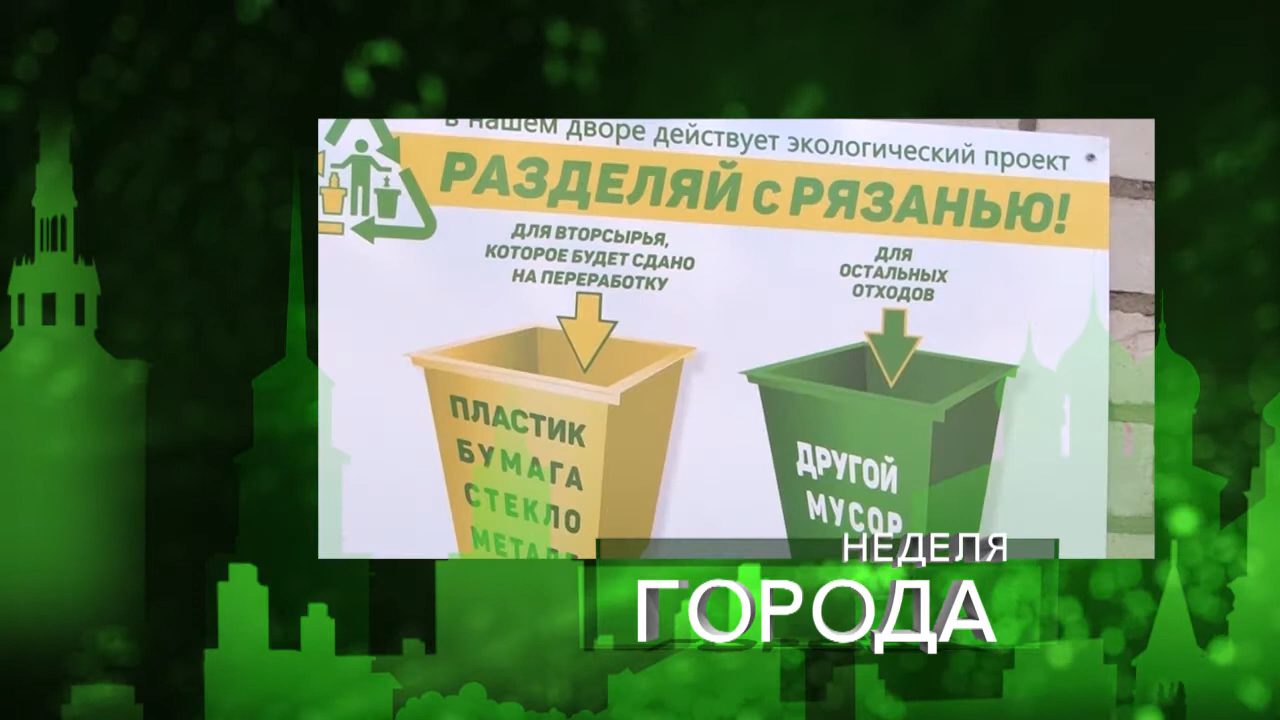 В нашем дворе действует экологический проект
РАЗДЕЛЯЙ С РЯЗАНЬЮ!
ДЛЯ ВТОРСЫРЬЯ,
КОТОРОЕ БУДЕТ СДАНО
НА ПЕРЕРАБОТКУ
ДЛЯ
ОСТАЛЬНЫХ
ОТХОДОВ
ПЛАСТИК
БУМАГА
СТЕКЛО
МЕТАЛЛ
ДРУГОЙ
МУСОР
НЕДЕЛЯ
ГОРОДА